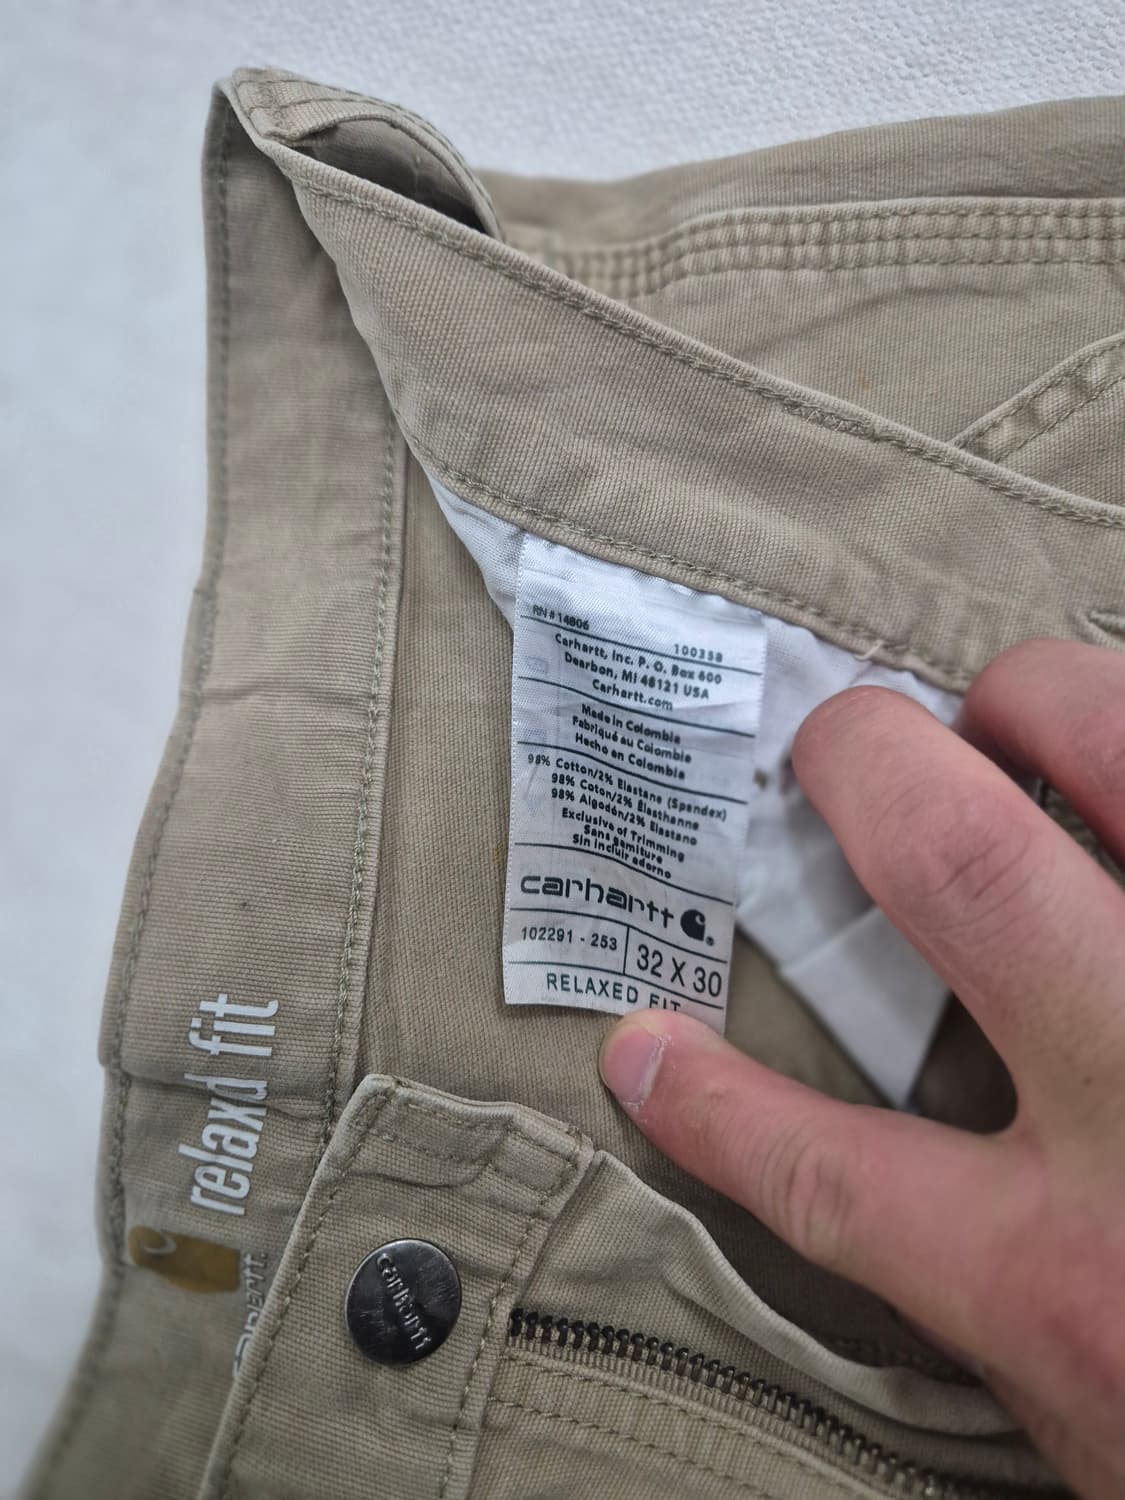 RN # 14806
100358
Carhartt, Inc. P. O. Box 600
Dearbon, MI 48121 USA
Carhartt.com
Made in Colombia
Fabriqué au Colombie
Hecho en Colombia
98% Cotton/2% Elastane (Spandex)
98% Coton/2% Élasthanne
98% Algodón/2% Elastano
Exclusive of Trimming
Sans garniture
Sin incluir adorno
carhartt
102291 - 253
32 X 30
RELAXED FIT
relaxd fit
carhartt